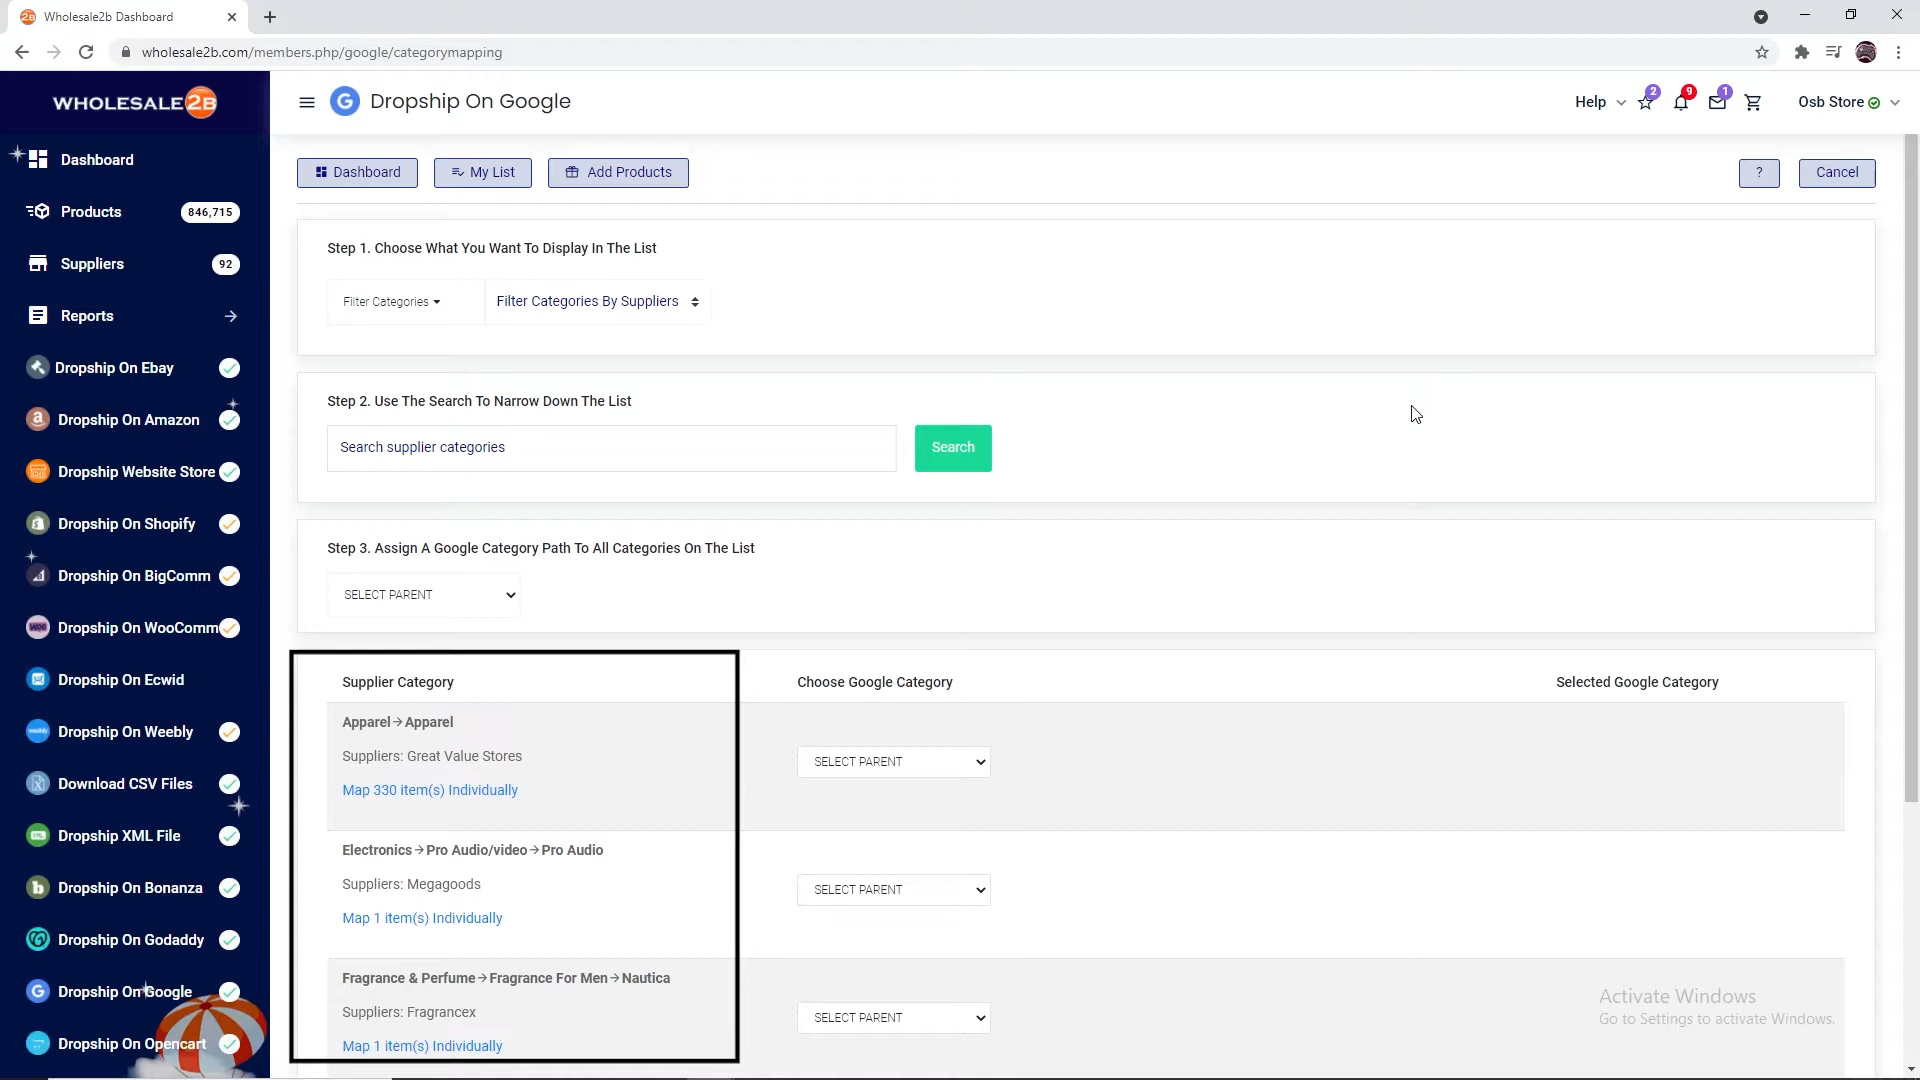 Wholesale2b Dashboard
wholesale2b.com/members.php/google/categorymapping
WHOLESALE2B
Dropship On Google
Help
2
9
1
Osb Store
Dashboard
Products
846,715
Suppliers
92
Reports
Dropship On Ebay
Dropship On Amazon
Dropship Website Store
Dropship On Shopify
Dropship On BigComm
Dropship On WooComm
Dropship On Ecwid
Dropship On Weebly
Download CSV Files
Dropship XML File
Dropship On Bonanza
Dropship On Godaddy
Dropship On Google
Dropship On Opencart
Dashboard
My List
Add Products
?
Cancel
Step 1. Choose What You Want To Display In The List
Filter Categories
Filter Categories By Suppliers
Step 2. Use The Search To Narrow Down The List
Search supplier categories
Search
Step 3. Assign A Google Category Path To All Categories On The List
SELECT PARENT
Supplier Category
Choose Google Category
Selected Google Category
Apparel→Apparel
Suppliers: Great Value Stores
Map 330 item(s) Individually
SELECT PARENT
Electronics→Pro Audio/video→Pro Audio
Suppliers: Megagoods
Map 1 item(s) Individually
SELECT PARENT
Fragrance & Perfume→Fragrance For Men→Nautica
Suppliers: Fragrancex
Map 1 item(s) Individually
SELECT PARENT
Activate Windows
Go to Settings to activate Windows.